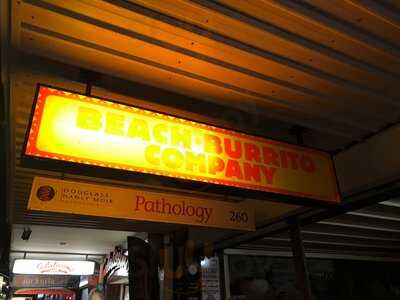 BEACH BURRITO
COMPANY
DOUGLASS
HANLY MOIR
Pathology 260